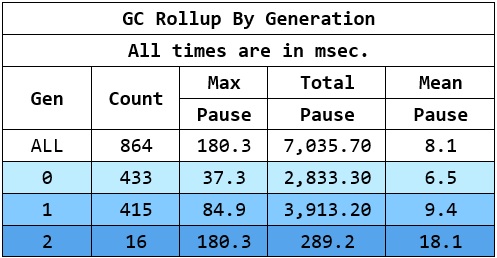 GC Rollup By Generation
All times are in msec.
Gen Count Max Pause Total Pause Mean Pause
ALL 864 180.3 7,035.70 8.1
0 433 37.3 2,833.30 6.5
1 415 84.9 3,913.20 9.4
2 16 180.3 289.2 18.1